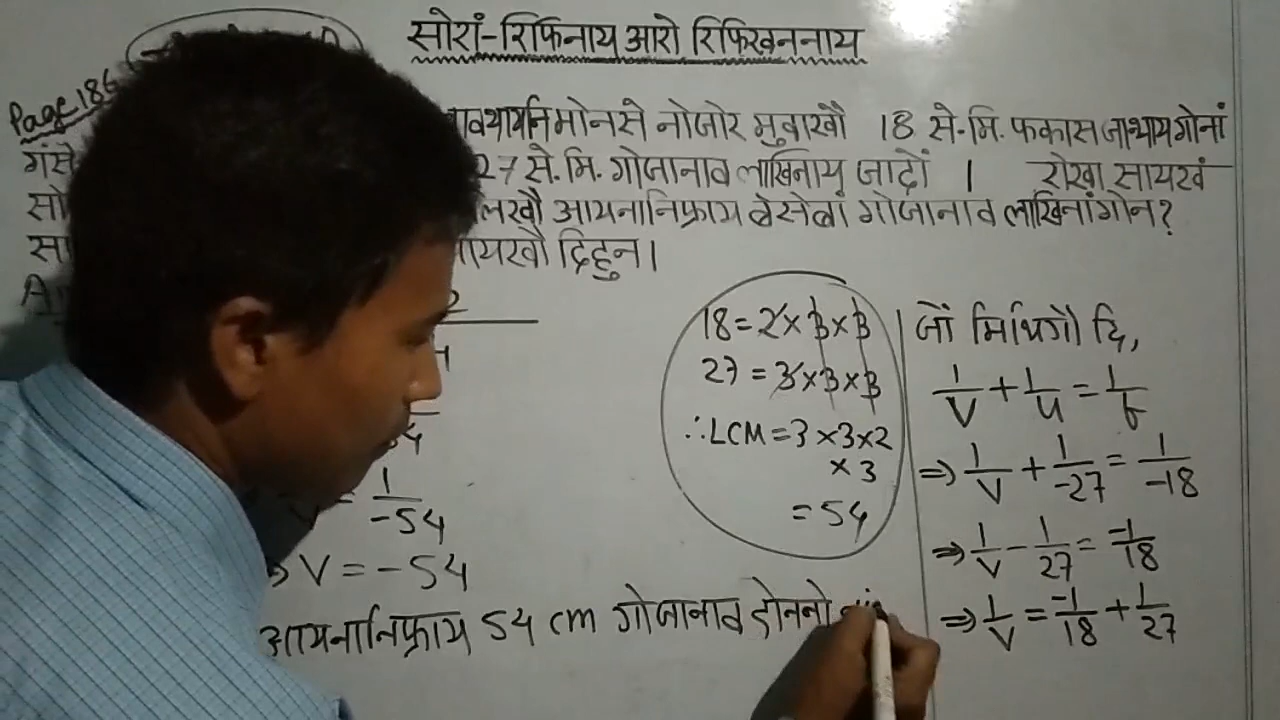 सोरां-रिफिनाय आरो रिफिखननाय
Page 186
मोनसे नोजोर मुवाखौ 18 से.मि. फकास जाथाय गोनां
27 से.मि. गोजानाव लाखिनाय जादों । रोखा सायखं
आयनानिफ्राय बेसेबां गोजानाव लाखिनांगोन?
सायखौ दिहुन।
18 = 2 × 3 × 3
27 = 3 × 3 × 3
∴ LCM = 3 × 3 × 2
× 3
= 54
= 1/-54
V = -54
आयनानिफ्राय 54 cm गोजानाव दोननो
जों मिथिगौ दि,
1/V + 1/u = 1/f
⇒ 1/V + 1/-27 = 1/-18
⇒ 1/V - 1/27 = -1/18
⇒ 1/V = -1/18 + 1/27